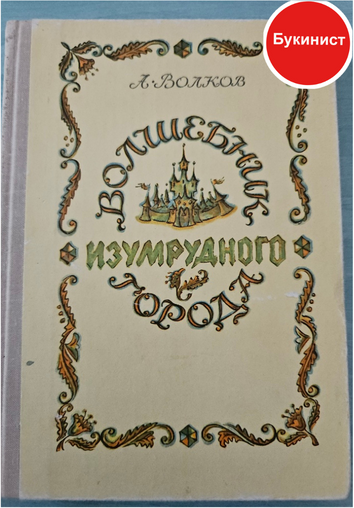 Букинист
А. Волков
ВОЛШЕБНИК
ИЗУМРУДНОГО
ГОРОДА